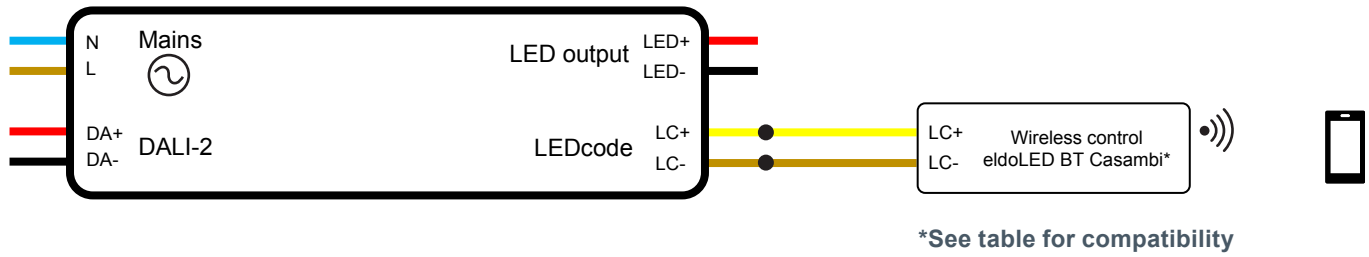 N
Mains
L
DA+
DALI-2
DA-
LED output
LED+
LED-
LEDcode
LC+
LC-
LC+
LC-
Wireless control
eldoLED BT Casambi*
*See table for compatibility